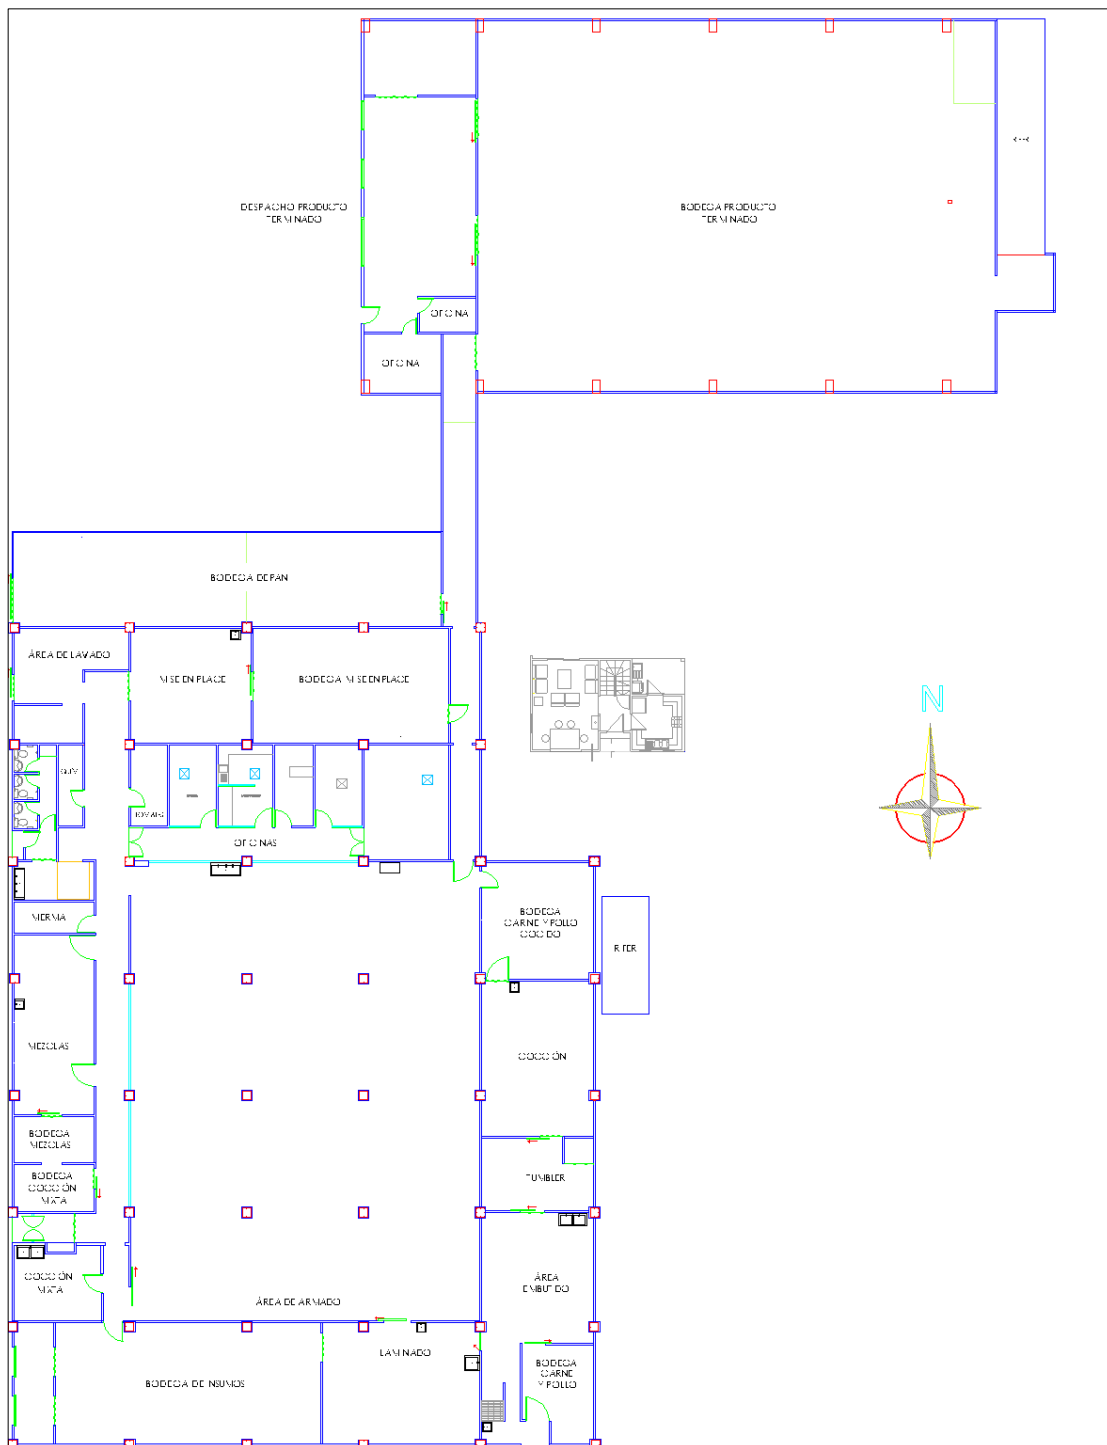 DESPACHO PRODUCTO
TERMINADO
BODEGA PRODUCTO
TERMINADO
OFICINA
OFICINA
BODEGA DE PAN
ÁREA DE LAVADO
MISE EN PLACE
BODEGA MISE EN PLACE
OFICINAS
N
BODEGA
CARNE Y POLLO
COCIDO
MERMA
MEZCLAS
COCCIÓN
BODEGA
MEZCLAS
BODEGA
COCCIÓN
MIXTA
TUMBLER
COCCIÓN
MIXTA
ÁREA
EMBUTIDO
ÁREA DE ARMADO
LAMINADO
BODEGA DE INSUMOS
BODEGA
CARNE
Y POLLO